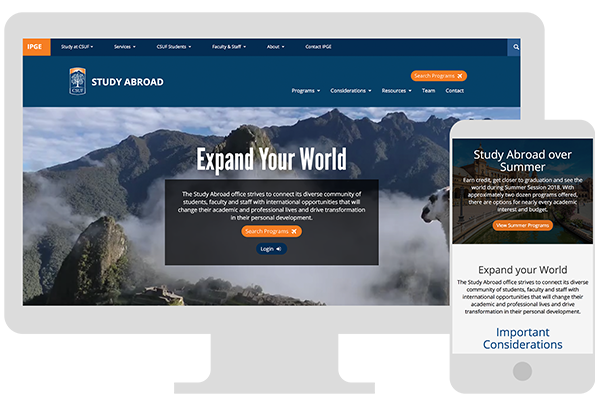 IPGE
Study at CSUF
Services
CSUF Students
Faculty & Staff
About
Contact IPGE
CSUF
STUDY ABROAD
Search Programs
Programs
Considerations
Resources
Team
Contact
Expand Your World
The Study Abroad office strives to connect its diverse community of
students, faculty and staff with international opportunities that will
change their academic and professional lives and drive transformation
in their personal development.
Search Programs
Login
Study Abroad over
Summer
Earn credit, get closer to graduation and see the
world during Summer Session 2018. With
approximately two dozen programs offered,
there are options for nearly every academic
interest and budget.
View Summer Programs
Expand your World
The Study Abroad office strives to connect its diverse
community of students, faculty and staff with
international opportunities that will change their
academic and professional lives and drive
transformation in their personal development.
Important
Considerations